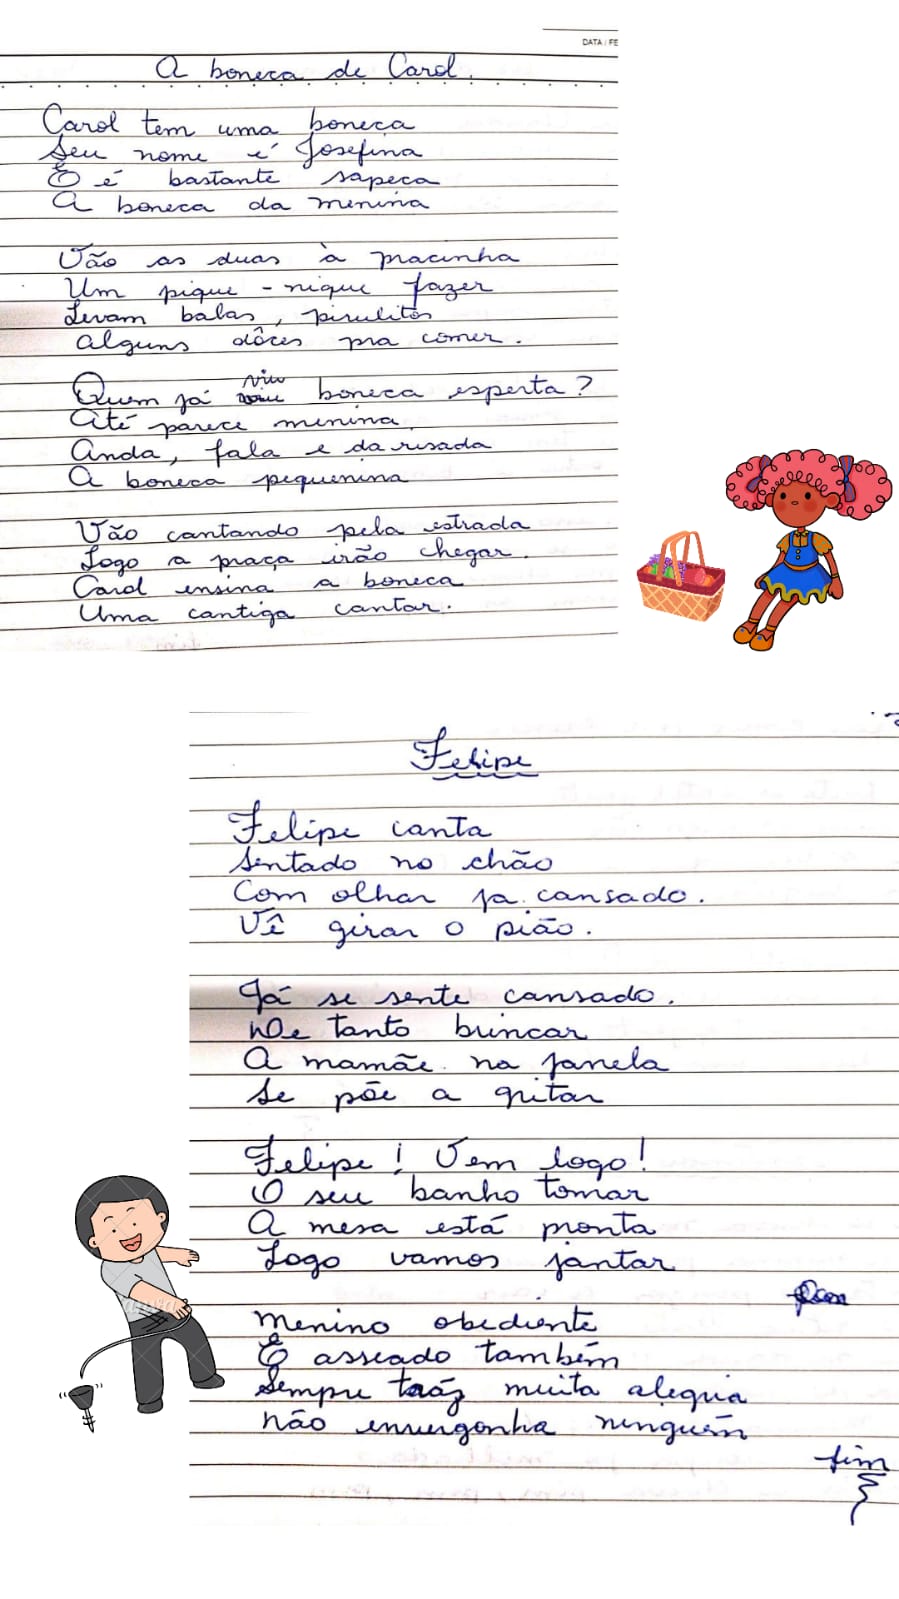 DATA / FE
A boneca de Carol.
Carol tem uma boneca
Seu nome é Josefina
E é bastante sapeca
A boneca da menina
Vão as duas à pracinha
Um pique-nique fazer
Levam balas, pirulitos
Alguns dôces pra comer.
Quem já viu boneca esperta?
Até parece menina.
Anda, fala e da risada
A boneca pequenina
Vão cantando pela estrada
Logo a praça irão chegar.
Carol ensina a boneca
Uma cantiga cantar.
Felipe
Felipe canta
Sentado no chão
Com olhar ja cansado.
Vê girar o pião.
Já se sente cansado.
De tanto brincar
A mamãe na janela
Se põe a gritar
Felipe! Vem logo!
O seu banho tomar
A mesa está pronta
Logo vamos jantar
Menino obediente
E asseado também
Sempre traz muita alegria
não envergonha ninguém
fim